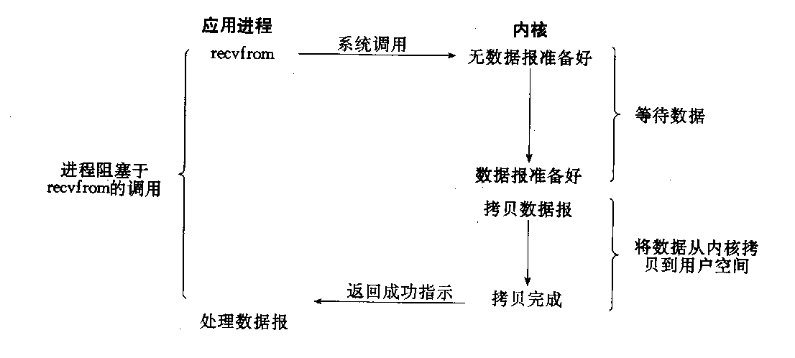 应用进程
内核
recvfrom
系统调用
无数据报准备好
等待数据
进程阻塞于
recvfrom的调用
数据报准备好
拷贝数据报
将数据从内核拷
贝到用户空间
返回成功指示
拷贝完成
处理数据报